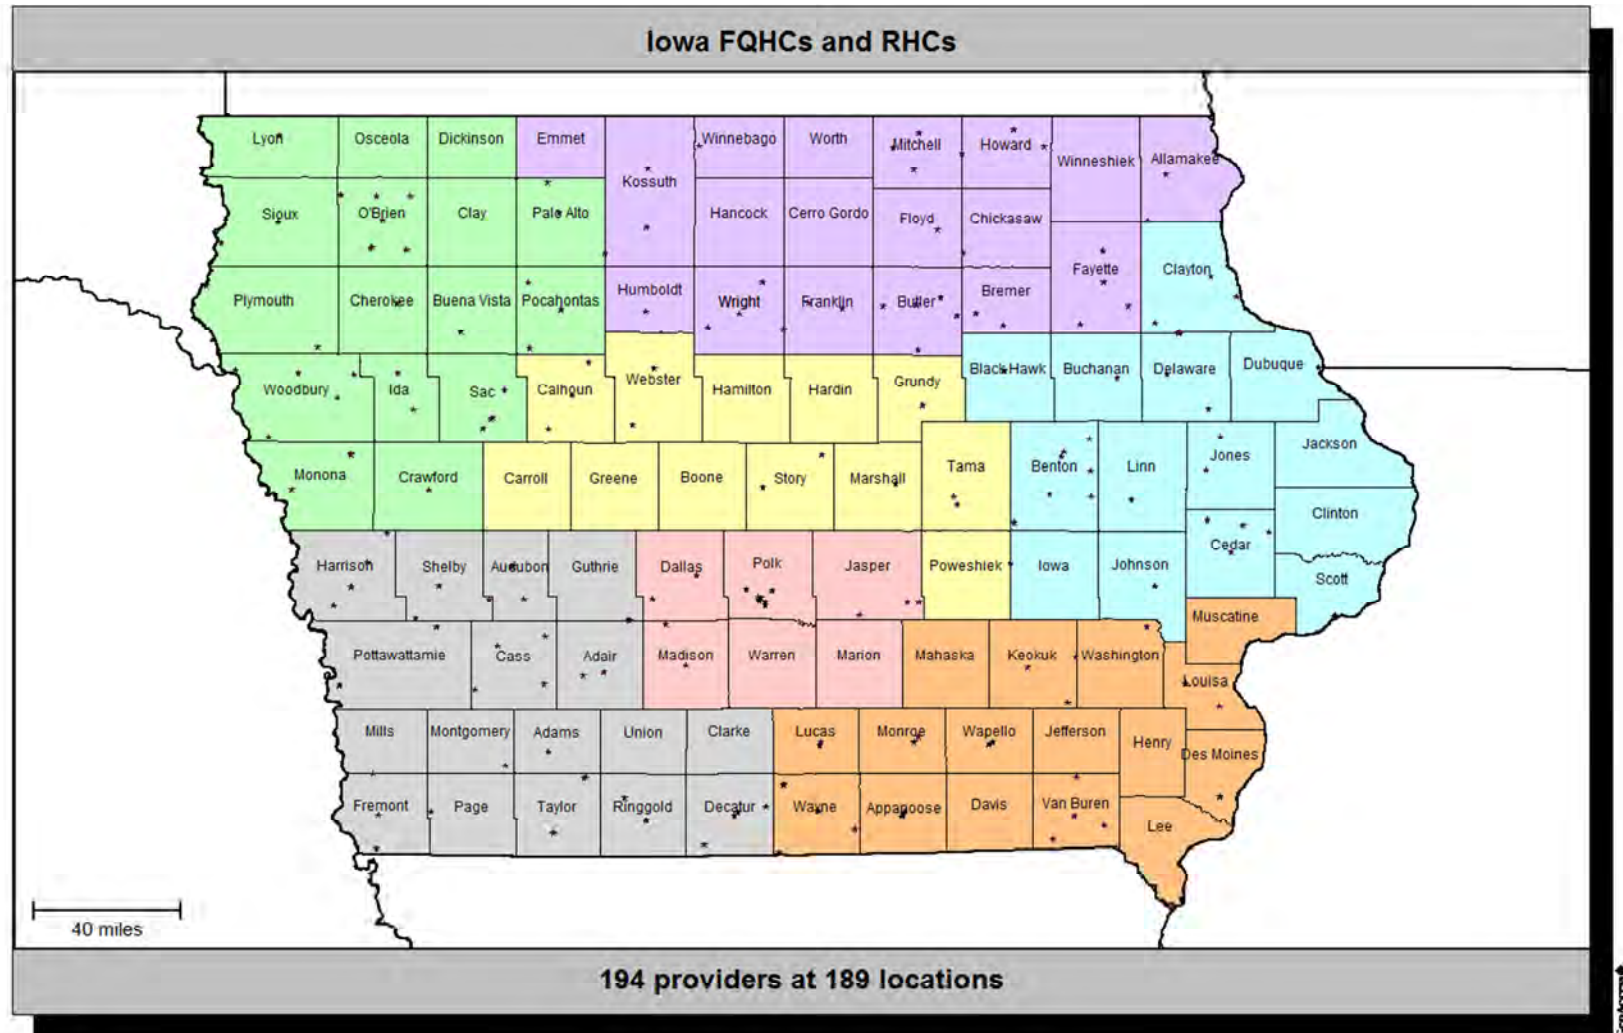 Iowa FQHCs and RHCs
Lyon Osceola Dickinson Emmet Winnebago Worth Mitchell Howard
Winneshiek Allamakee
Kossuth
Sioux O'Brien Clay Palo Alto Hancock Cerro Gordo Floyd Chickasaw
Fayette Clayton
Plymouth Cherokee Buena Vista Pocahontas Humboldt Wright Franklin Butler Bremer
Woodbury Ida Sac Calhoun Webster Hamilton Hardin Grundy Black Hawk Buchanan Delaware Dubuque
Monona Crawford Carroll Greene Boone Story Marshall Tama Benton Linn Jones Jackson
Clinton
Harrison Shelby Audubon Guthrie Dallas Polk Jasper Poweshiek Iowa Johnson Cedar Scott
Muscatine
Pottawattamie Cass Adair Madison Warren Marion Mahaska Keokuk Washington Louisa
Mills Montgomery Adams Union Clarke Lucas Monroe Wapello Jefferson Henry Des Moines
Fremont Page Taylor Ringgold Decatur Wayne Appanoose Davis Van Buren Lee
40 miles
194 providers at 189 locations